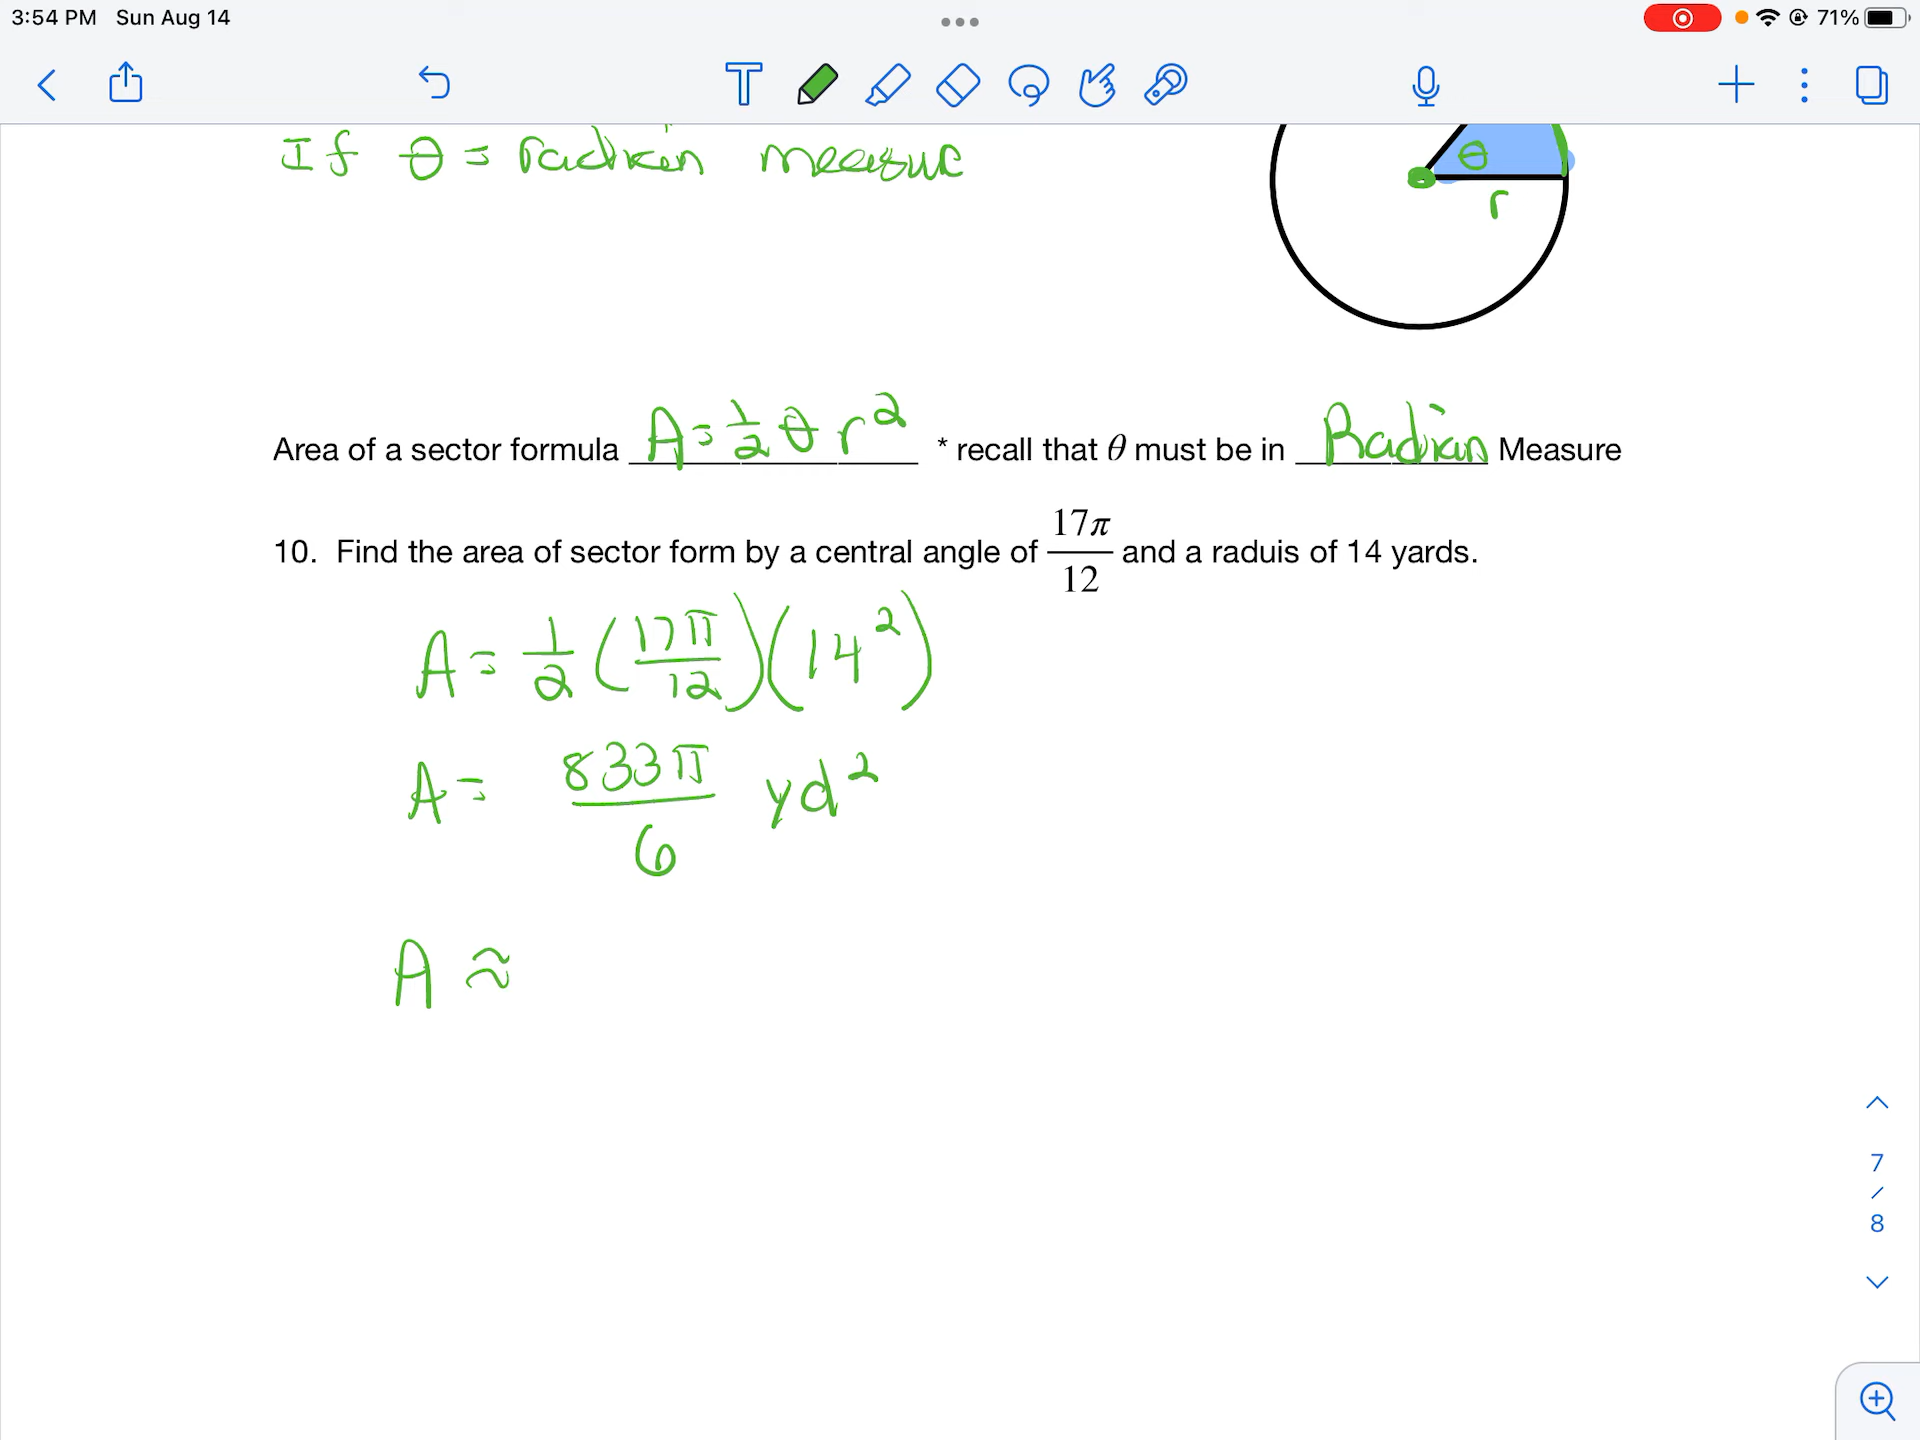 3:54 PM Sun Aug 14
71%
If θ = radian measur
θ
r
Area of a sector formula A = 1/2 θ r² * recall that θ must be in Radian Measure
10. Find the area of sector form by a central angle of 17π/12 and a raduis of 14 yards.
A = 1/2 (17π/12)(14²)
A = 833π/6 yd²
A ≈
7
/
8